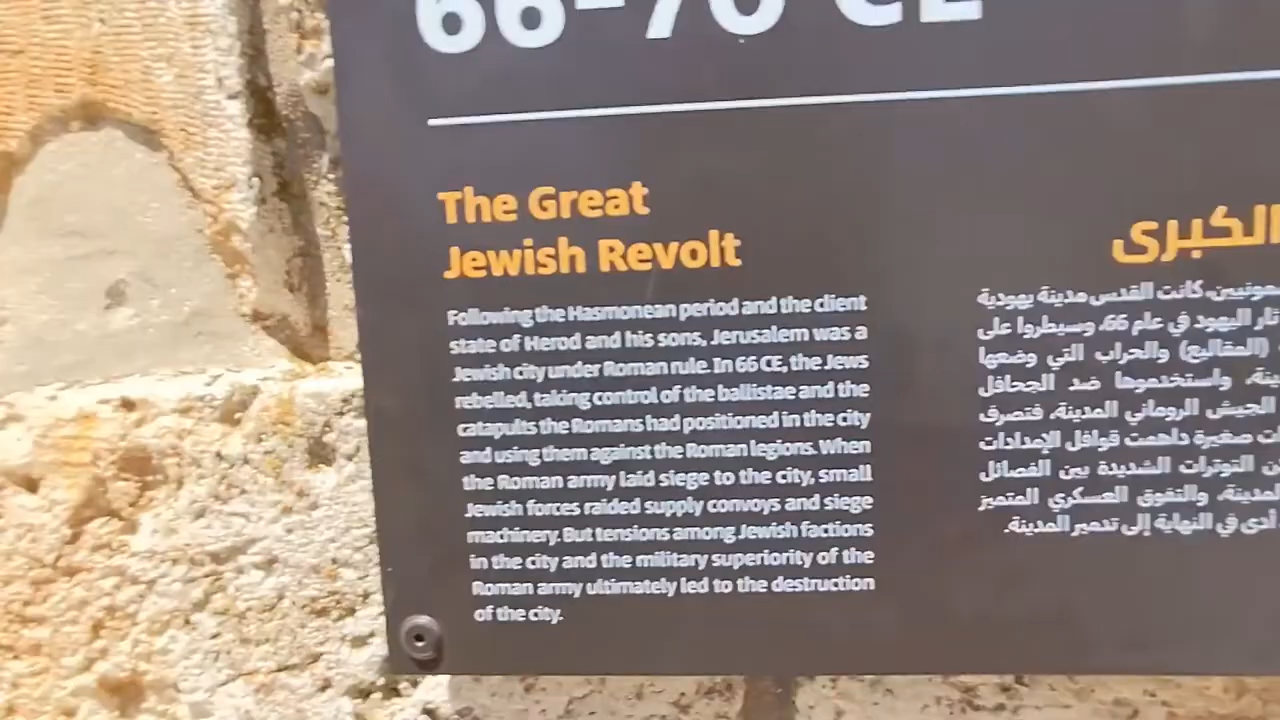 66-70 CE
The Great
Jewish Revolt
Following the Hasmonean period and the client
state of Herod and his sons, Jerusalem was a
Jewish city under Roman rule. In 66 CE, the Jews
rebelled, taking control of the ballistae and the
catapults the Romans had positioned in the city
and using them against the Roman legions. When
the Roman army laid siege to the city, small
Jewish forces raided supply convoys and siege
machinery. But tensions among Jewish factions
in the city and the military superiority of the
Roman army ultimately led to the destruction
of the city.
الكبرى
كانت القدس مدينة يهودية
ثار اليهود في عام 66، وسيطروا على
(المقاليع) والحراب التي وضعها
واستخدموها ضد الجحافل
الجيش الروماني المدينة، فتصرف
صغيرة داهمت قوافل الإمدادات
التوترات الشديدة بين الفصائل
المدينة، والتفوق العسكري المتميز
أدى في النهاية إلى تدمير المدينة.